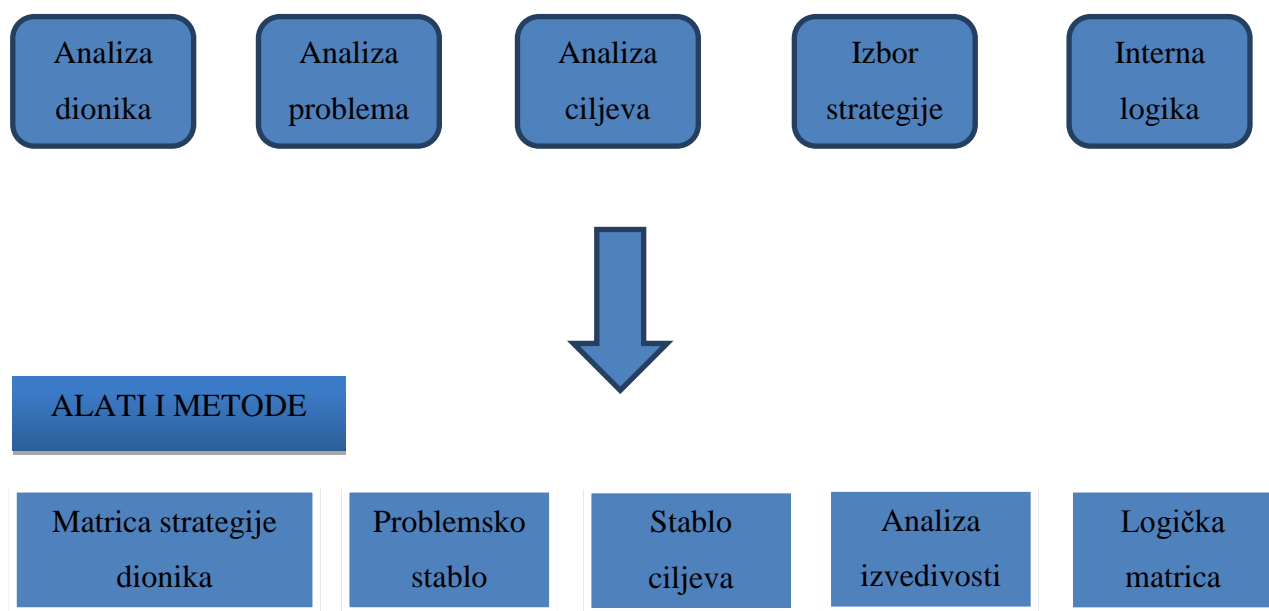 Analiza
dionika
Analiza
problema
Analiza
ciljeva
Izbor
strategije
Interna
logika
ALATI I METODE
Matrica strategije
dionika
Problemsko
stablo
Stablo
ciljeva
Analiza
izvedivosti
Logička
matrica